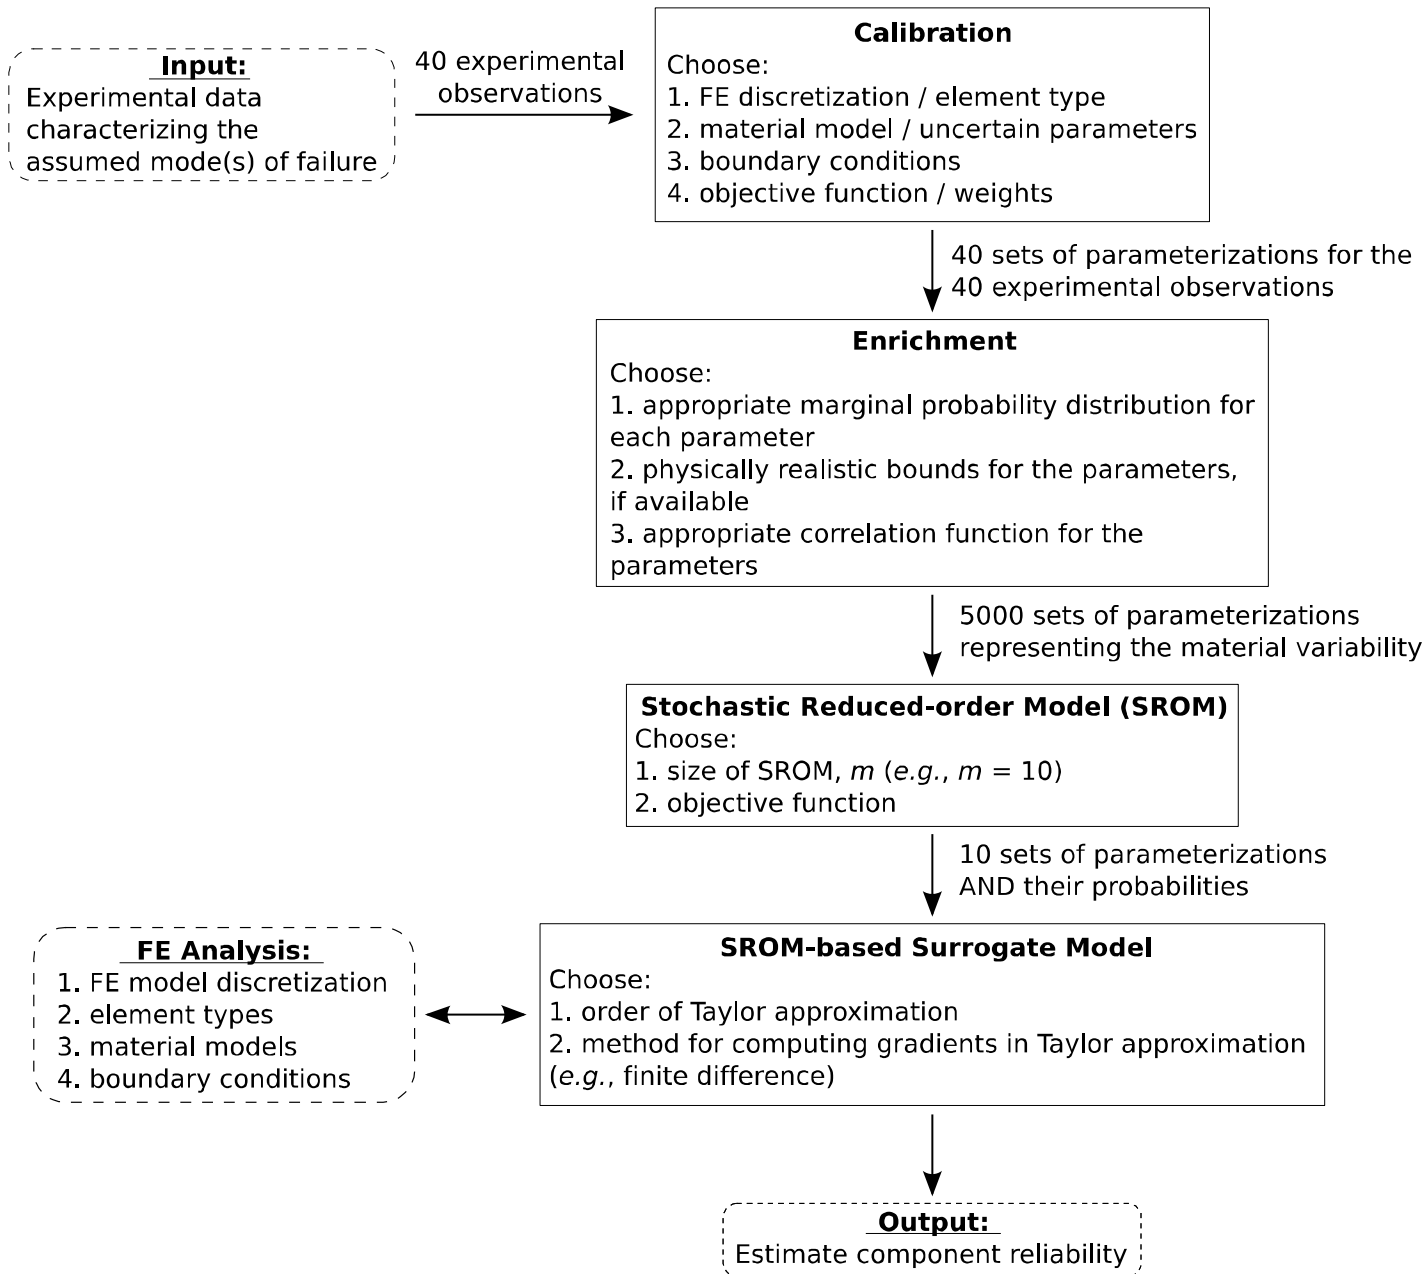 Input:
Experimental data
characterizing the
assumed mode(s) of failure
40 experimental
observations
Calibration
Choose:
1. FE discretization / element type
2. material model / uncertain parameters
3. boundary conditions
4. objective function / weights
40 sets of parameterizations for the
40 experimental observations
Enrichment
Choose:
1. appropriate marginal probability distribution for
each parameter
2. physically realistic bounds for the parameters,
if available
3. appropriate correlation function for the
parameters
5000 sets of parameterizations
representing the material variability
Stochastic Reduced-order Model (SROM)
Choose:
1. size of SROM, m (e.g., m = 10)
2. objective function
10 sets of parameterizations
AND their probabilities
FE Analysis:
1. FE model discretization
2. element types
3. material models
4. boundary conditions
SROM-based Surrogate Model
Choose:
1. order of Taylor approximation
2. method for computing gradients in Taylor approximation
(e.g., finite difference)
Output:
Estimate component reliability